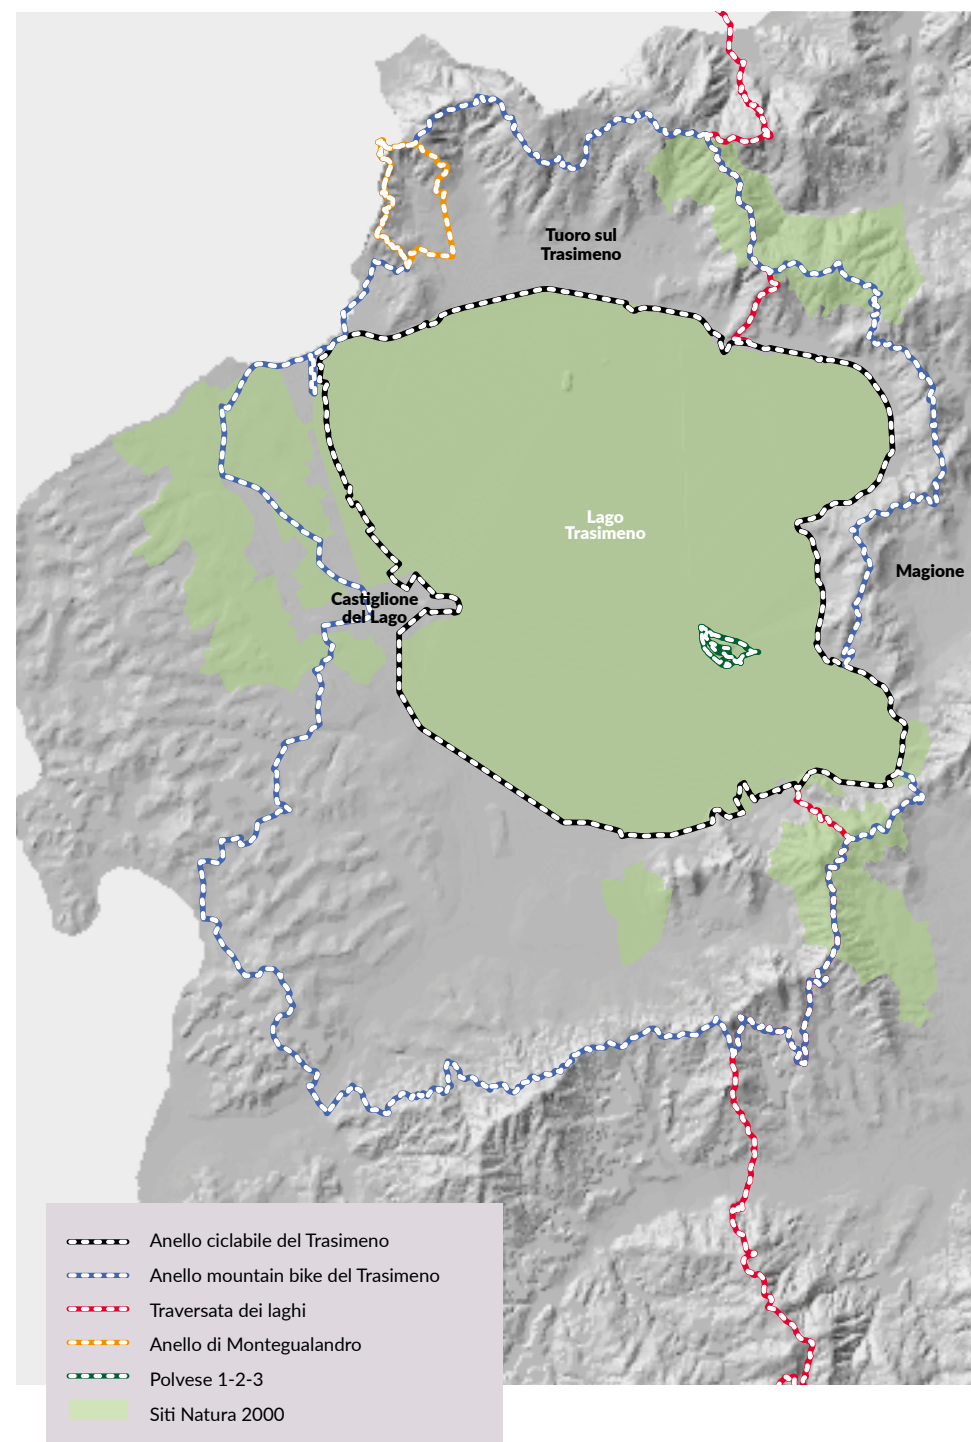 Tuoro sul
Trasimeno
Lago
Trasimeno
Magione
Castiglione
del Lago
Anello ciclabile del Trasimeno
Anello mountain bike del Trasimeno
Traversata dei laghi
Anello di Montegualandro
Polvese 1-2-3
Siti Natura 2000